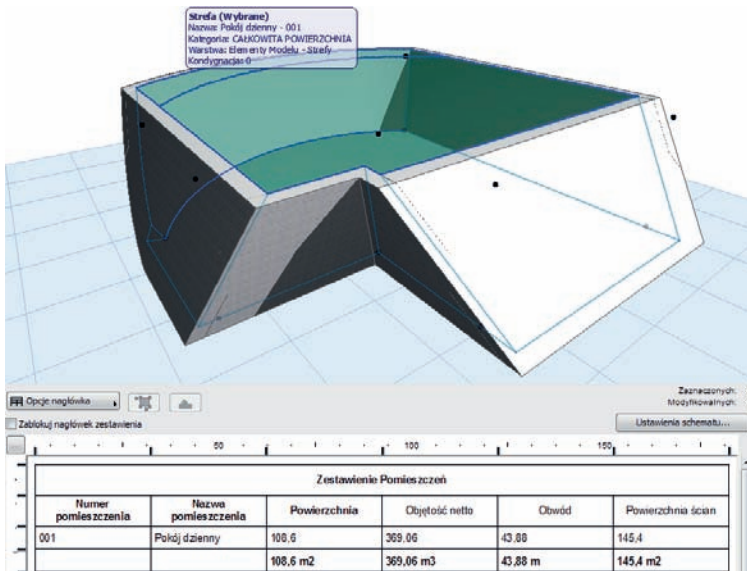 Strefa (Wybrane)
Nazwa: Pokój dzienny - 001
Kategoria: CAŁKOWITA POWIERZCHNIA
Warstwa: Elementy Modelu - Strefy
Kondygnacja: 0
Opcje nagłówka
Zaznaczonych:
Modyfikowalnych:
Zablokuj nagłówek zestawienia
Ustawienia schematu...
50 100 150
Zestawienie Pomieszczeń
Numer pomieszczenia Nazwa pomieszczenia Powierzchnia Objętość netto Obwód Powierzchnia ścian
001 Pokój dzienny 108,6 369,06 43,88 145,4
108,6 m2 369,06 m3 43,88 m 145,4 m2